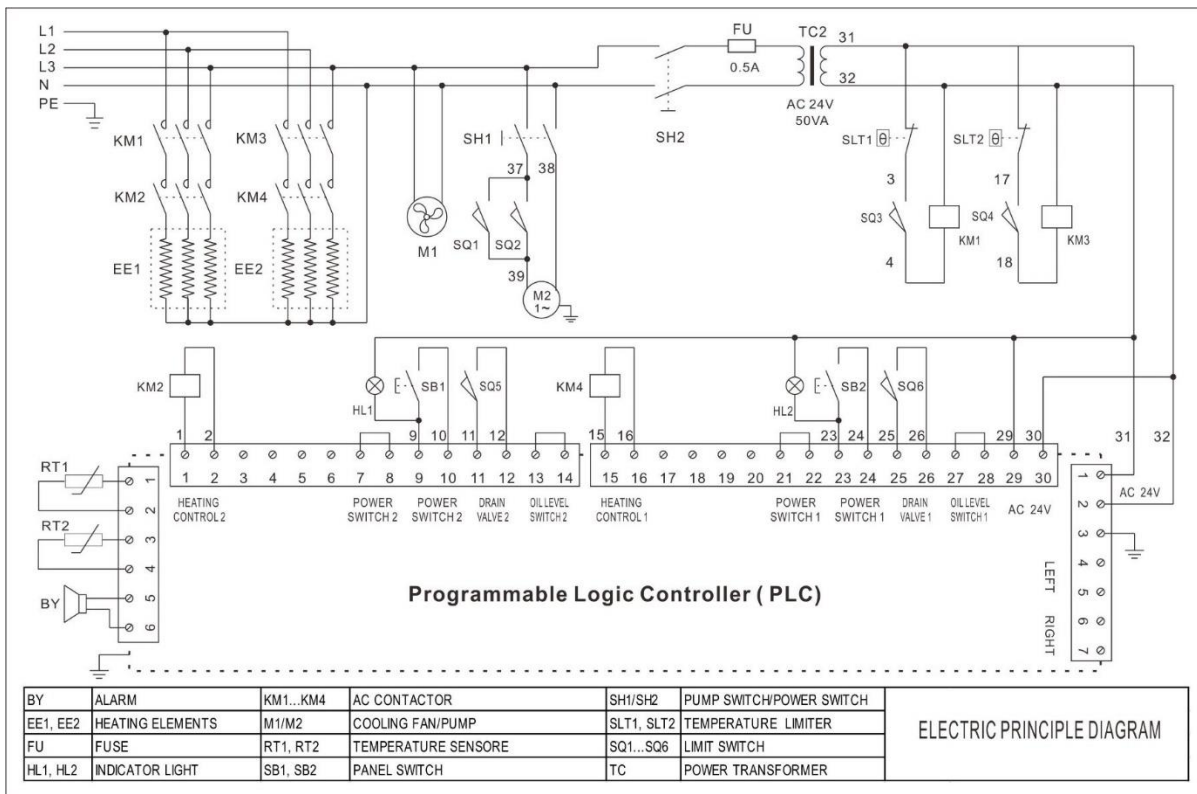 L1
L2
L3
N
PE
FU
0.5A
TC2
31
32
AC 24V
50VA
KM1
KM3
SH1
SH2
SLT1 θ
SLT2 θ
37
38
3
17
KM2
KM4
M1
SQ1
SQ2
SQ3
KM1
SQ4
KM3
EE1
EE2
39
4
18
M2
1~
KM2
HL1
SB1
SQ5
KM4
HL2
SB2
SQ6
1
2
9
10
11
12
15
16
23
24
25
26
29
30
31
32
1 2 3 4 5 6 7 8 9 10 11 12 13 14
15 16 17 18 19 20 21 22 23 24 25 26 27 28 29 30
HEATING
CONTROL 2
POWER
SWITCH 2
POWER
SWITCH 2
DRAIN
VALVE 2
OIL LEVEL
SWITCH 2
HEATING
CONTROL 1
POWER
SWITCH 1
POWER
SWITCH 1
DRAIN
VALVE 1
OIL LEVEL
SWITCH 1
AC 24V
RT1
RT2
BY
1
2
3
4
5
6
1
2
3
4
5
6
7
AC 24V
LEFT
RIGHT
Programmable Logic Controller ( PLC)
BY ALARM KM1...KM4 AC CONTACTOR SH1/SH2 PUMP SWITCH/POWER SWITCH
EE1, EE2 HEATING ELEMENTS M1/M2 COOLING FAN/PUMP SLT1, SLT2 TEMPERATURE LIMITER
FU FUSE RT1, RT2 TEMPERATURE SENSORE SQ1...SQ6 LIMIT SWITCH
HL1, HL2 INDICATOR LIGHT SB1, SB2 PANEL SWITCH TC POWER TRANSFORMER
ELECTRIC PRINCIPLE DIAGRAM